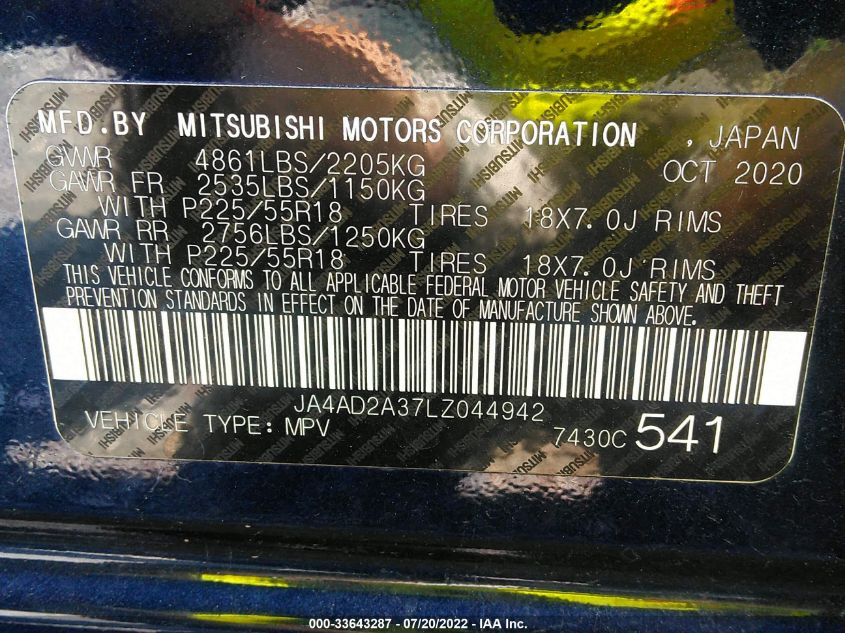 MFD.BY MITSUBISHI MOTORS CORPORATION , JAPAN
GVWR 4861LBS/2205KG OCT 2020
GAWR FR 2535LBS/1150KG
WITH P225/55R18 TIRES 18X7.0J RIMS
GAWR RR 2756LBS/1250KG
WITH P225/55R18 TIRES 18X7.0J RIMS
THIS VEHICLE CONFORMS TO ALL APPLICABLE FEDERAL MOTOR VEHICLE SAFETY AND THEFT
PREVENTION STANDARDS IN EFFECT ON THE DATE OF MANUFACTURE SHOWN ABOVE.
JA4AD2A37LZ044942
VEHICLE TYPE: MPV 7430C 541
000-33643287 - 07/20/2022 - IAA Inc.